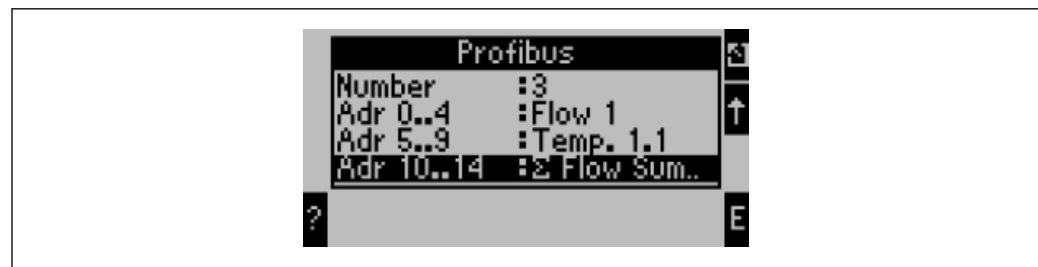 Profibus
Number :3
Adr 0..4 :Flow 1
Adr 5..9 :Temp. 1.1
Adr 10..14 :Σ Flow Sum..
↑
? E